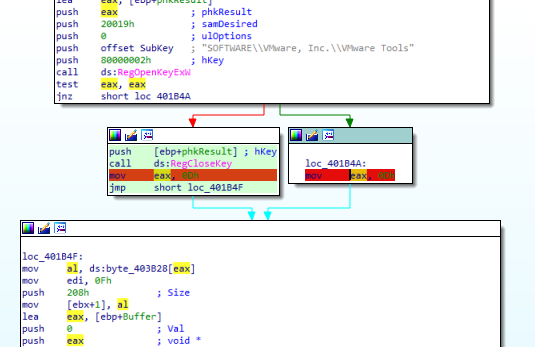 lea eax, [ebp+phkResult]
push eax ; phkResult
push 20019h ; samDesired
push 0 ; ulOptions
push offset SubKey ; "SOFTWARE\\VMware, Inc.\\VMware Tools"
push 80000002h ; hKey
call ds:RegOpenKeyExW
test eax, eax
jnz short loc_401B4A
push [ebp+phkResult] ; hKey
call ds:RegCloseKey
mov eax, 0Dh
jmp short loc_401B4F
loc_401B4A:
mov eax,
loc_401B4F:
mov al, ds:byte_403B28[eax]
mov edi, 0Fh
push 208h ; Size
mov [ebx+1], al
lea eax, [ebp+Buffer]
push 0 ; Val
push eax ; void *